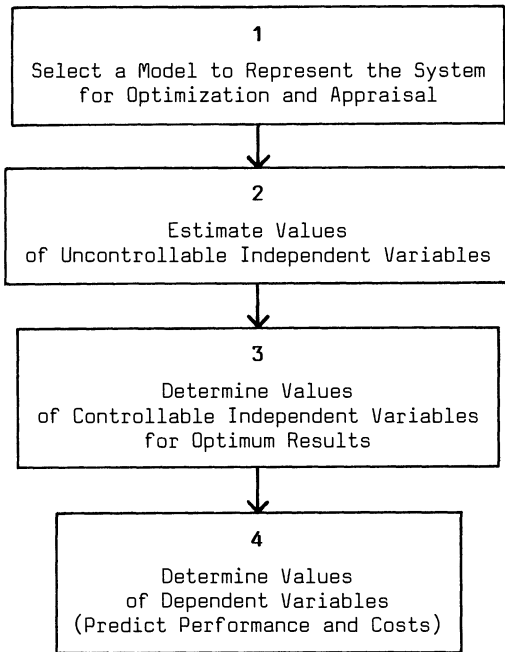 1
Select a Model to Represent the System
for Optimization and Appraisal
2
Estimate Values
of Uncontrollable Independent Variables
3
Determine Values
of Controllable Independent Variables
for Optimum Results
4
Determine Values
of Dependent Variables
(Predict Performance and Costs)